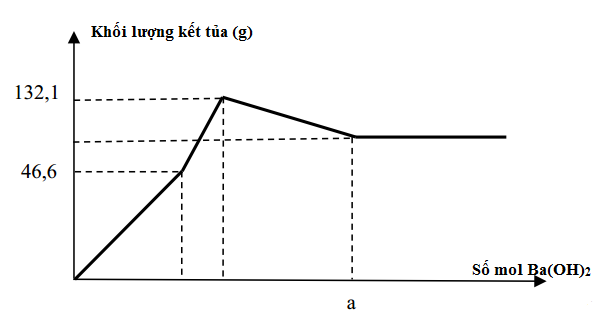 Khối lượng kết tủa (g)
132,1
46,6
Số mol Ba(OH)₂
a